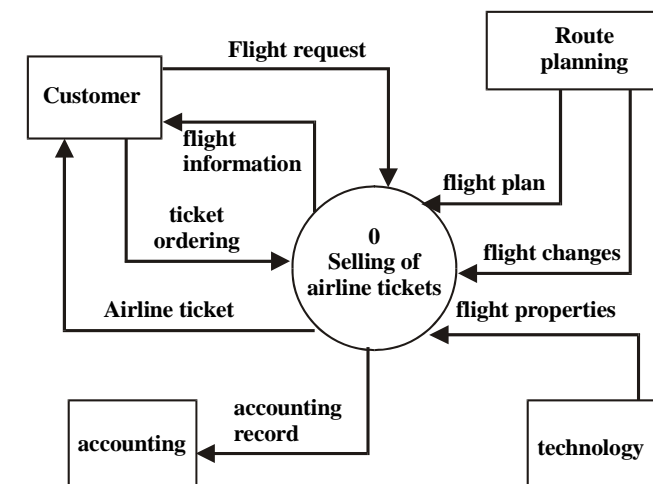 Flight request
Route
planning
Customer
flight
information
flight plan
ticket
ordering
0
Selling of
airline tickets
flight changes
Airline ticket
flight properties
accounting
record
accounting
technology